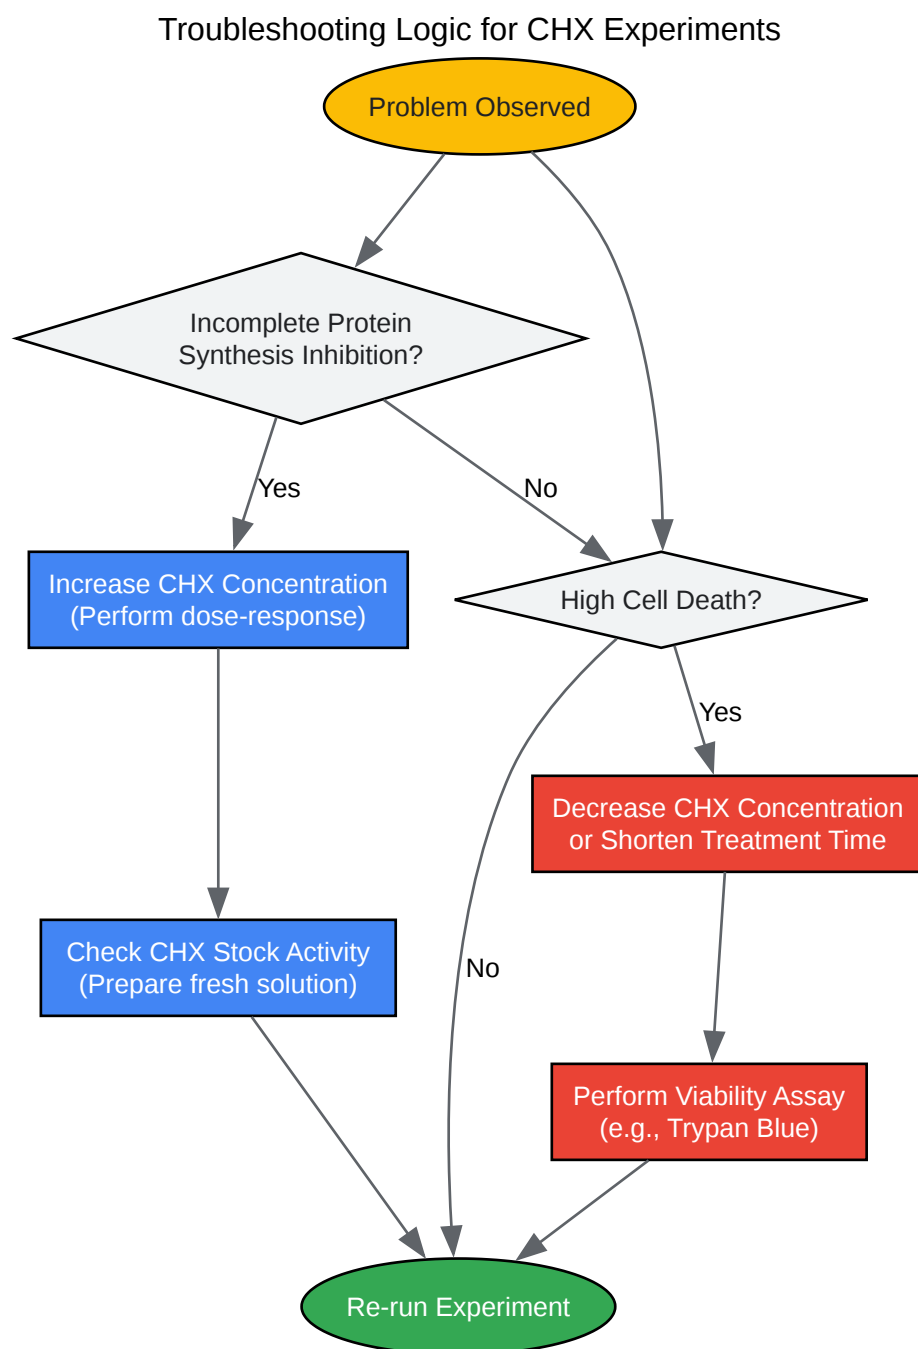 Troubleshooting Logic for CHX Experiments
Problem Observed
Incomplete Protein
Synthesis Inhibition?
Yes
No
Increase CHX Concentration
(Perform dose-response)
High Cell Death?
Yes
Decrease CHX Concentration
or Shorten Treatment Time
Check CHX Stock Activity
(Prepare fresh solution)
No
Perform Viability Assay
(e.g., Trypan Blue)
Re-run Experiment